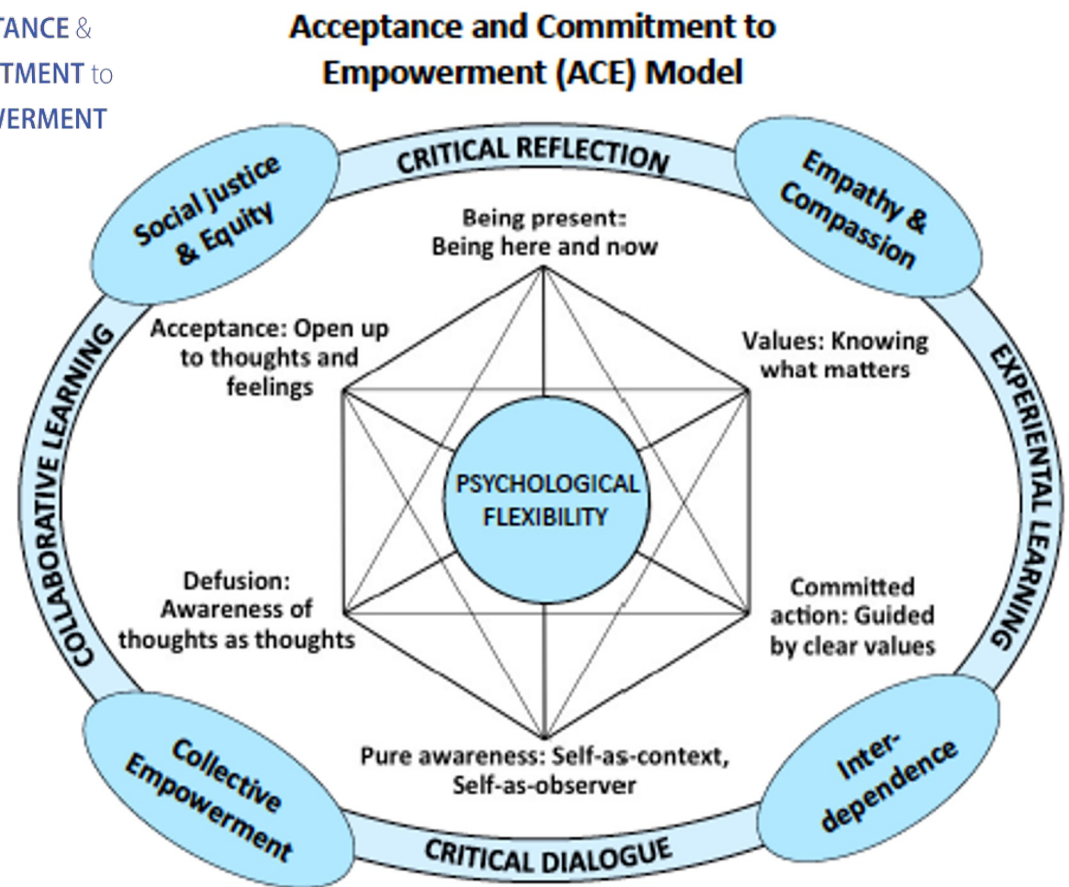 TANCE &
TMENT to
VERMENT
Acceptance and Commitment to
Empowerment (ACE) Model
CRITICAL REFLECTION
Social justice
& Equity
Empathy &
Compassion
Being present:
Being here and now
Acceptance: Open up
to thoughts and
feelings
Values: Knowing
what matters
COLLABORATIVE LEARNING
EXPERIENTAL LEARNING
PSYCHOLOGICAL
FLEXIBILITY
Defusion:
Awareness of
thoughts as thoughts
Committed
action: Guided
by clear values
Pure awareness: Self-as-context,
Self-as-observer
Collective
Empowerment
Inter-
dependence
CRITICAL DIALOGUE